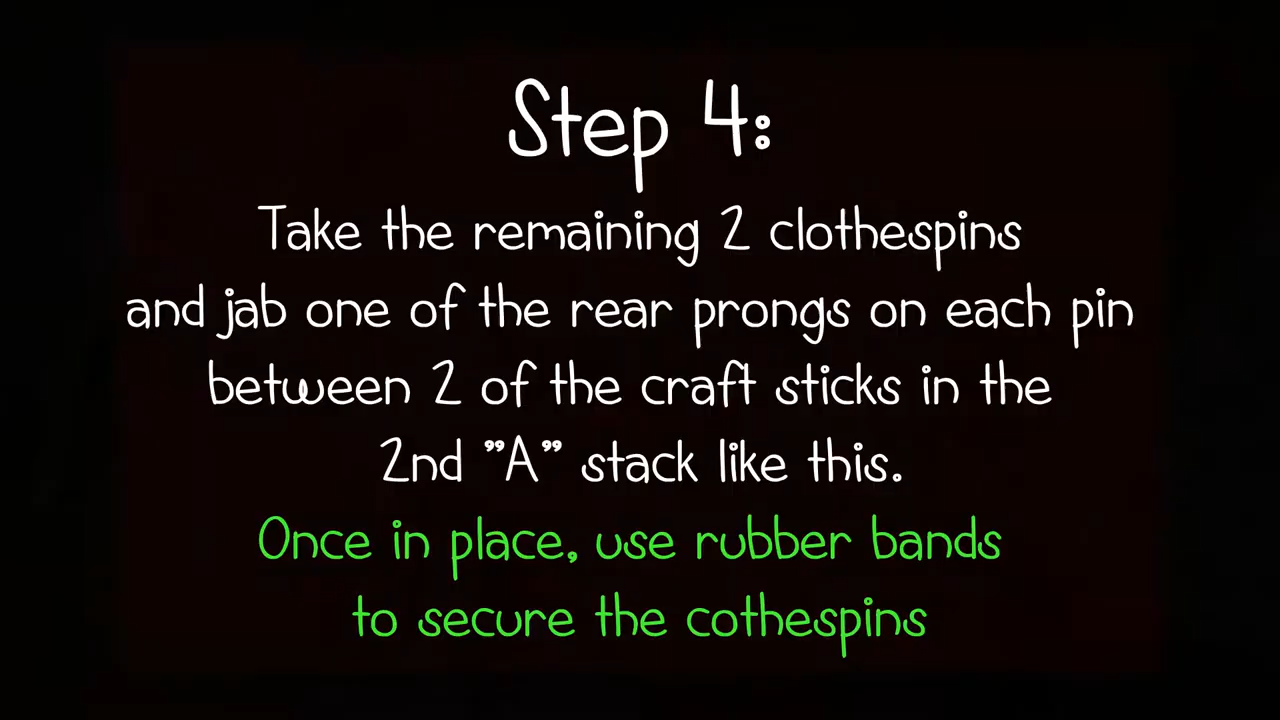 Step 4:
Take the remaining 2 clothespins
and jab one of the rear prongs on each pin
between 2 of the craft sticks in the
2nd ”A” stack like this.
Once in place, use rubber bands
to secure the cothespins